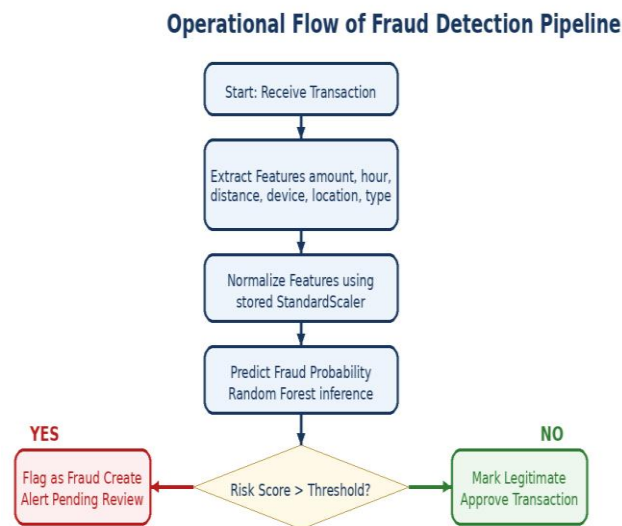 Operational Flow of Fraud Detection Pipeline
Start: Receive Transaction
Extract Features amount, hour,
distance, device, location, type
Normalize Features using
stored StandardScaler
Predict Fraud Probability
Random Forest inference
Risk Score > Threshold?
YES
Flag as Fraud Create
Alert Pending Review
NO
Mark Legitimate
Approve Transaction